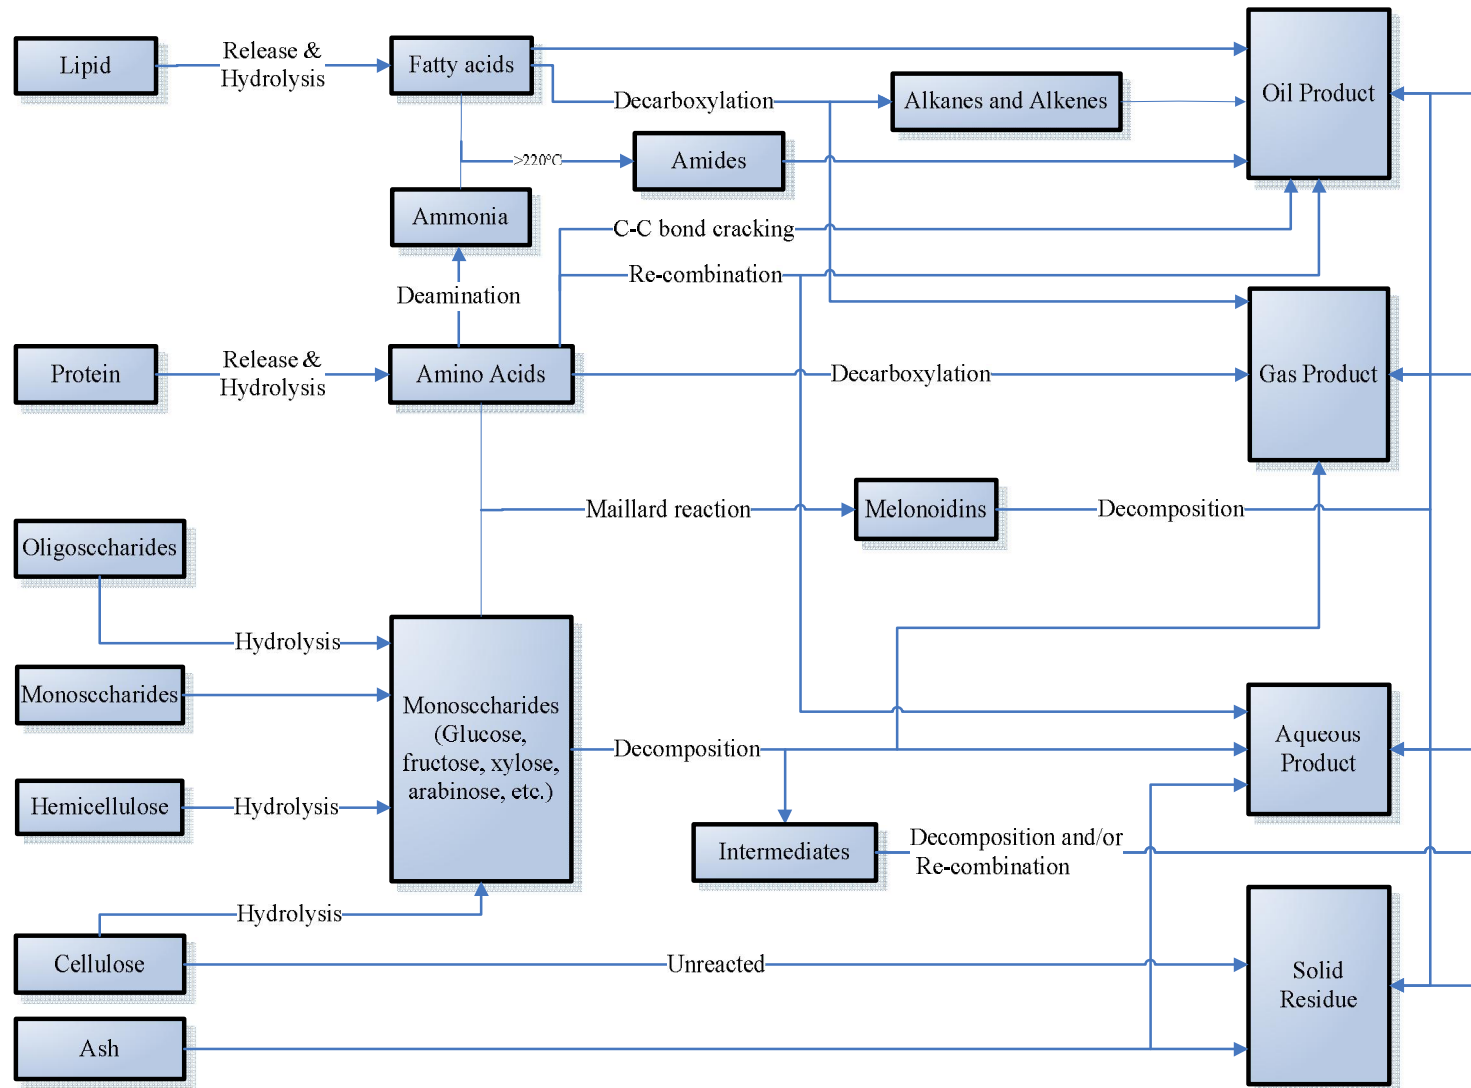 Lipid
Release &
Hydrolysis
Fatty acids
Decarboxylation
Alkanes and Alkenes
Oil Product
>220°C
Amides
Ammonia
C-C bond cracking
Re-combination
Deamination
Protein
Release &
Hydrolysis
Amino Acids
Decarboxylation
Gas Product
Maillard reaction
Melonoidins
Decomposition
Oligosccharides
Hydrolysis
Monosccharides
Monosccharides
(Glucose,
fructose, xylose,
arabinose, etc.)
Decomposition
Aqueous
Product
Hemicellulose
Hydrolysis
Intermediates
Decomposition and/or
Re-combination
Hydrolysis
Cellulose
Unreacted
Solid
Residue
Ash